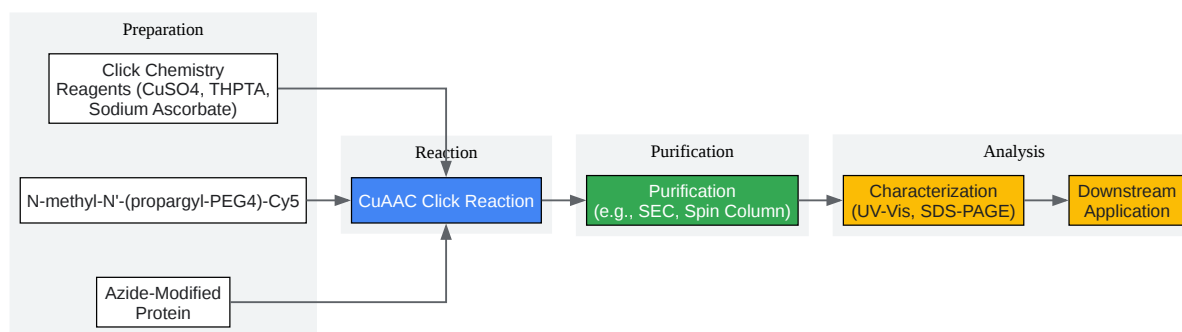 Preparation
Click Chemistry
Reagents (CuSO4, THPTA,
Sodium Ascorbate)
N-methyl-N'-(propargyl-PEG4)-Cy5
Azide-Modified
Protein
Reaction
CuAAC Click Reaction
Purification
Purification
(e.g., SEC, Spin Column)
Analysis
Characterization
(UV-Vis, SDS-PAGE)
Downstream
Application